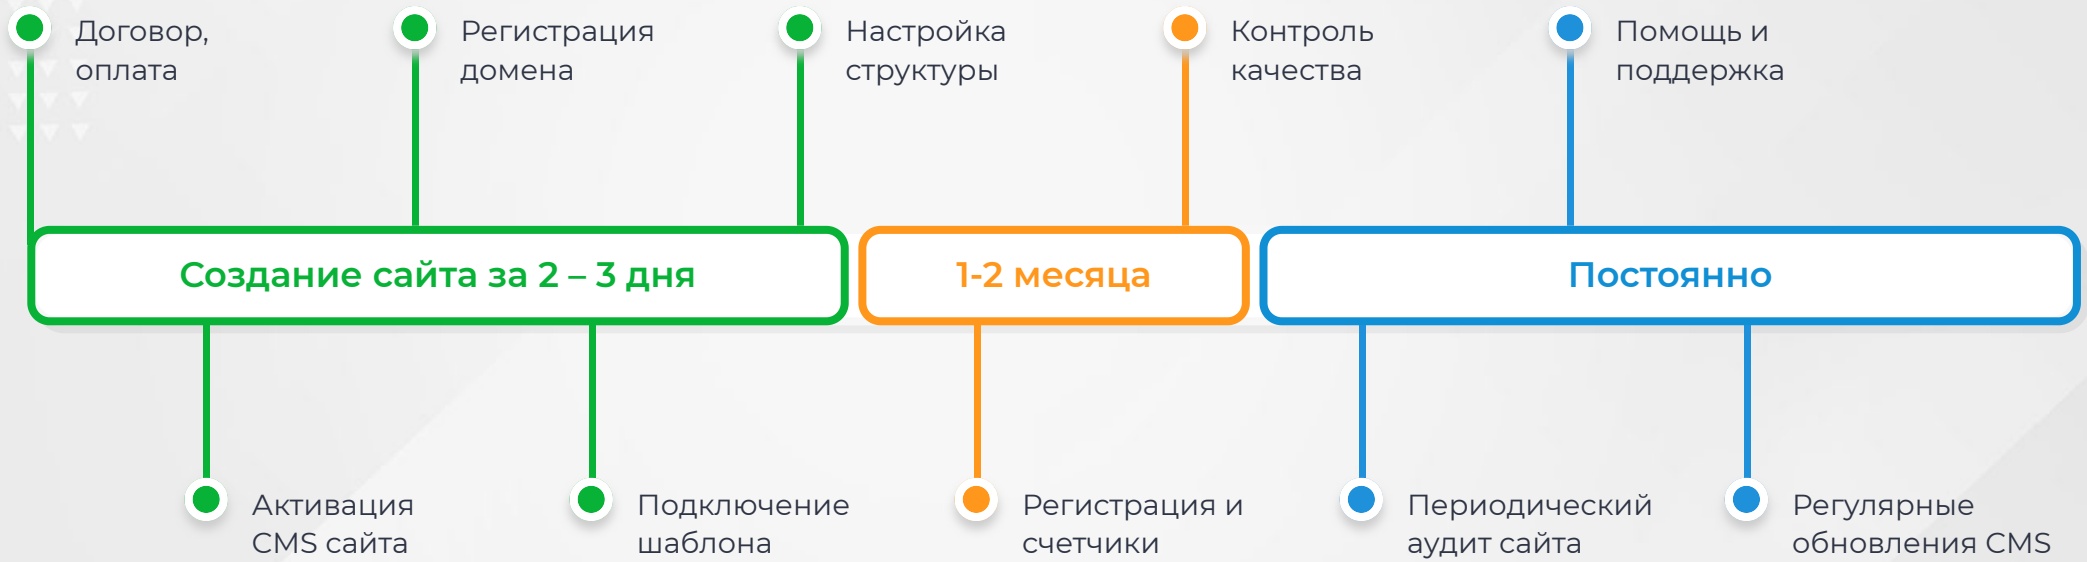 Договор,
оплата
Регистрация
домена
Настройка
структуры
Контроль
качества
Помощь и
поддержка
Создание сайта за 2 – 3 дня
1-2 месяца
Постоянно
Активация
CMS сайта
Подключение
шаблона
Регистрация и
счетчики
Периодический
аудит сайта
Регулярные
обновления CMS